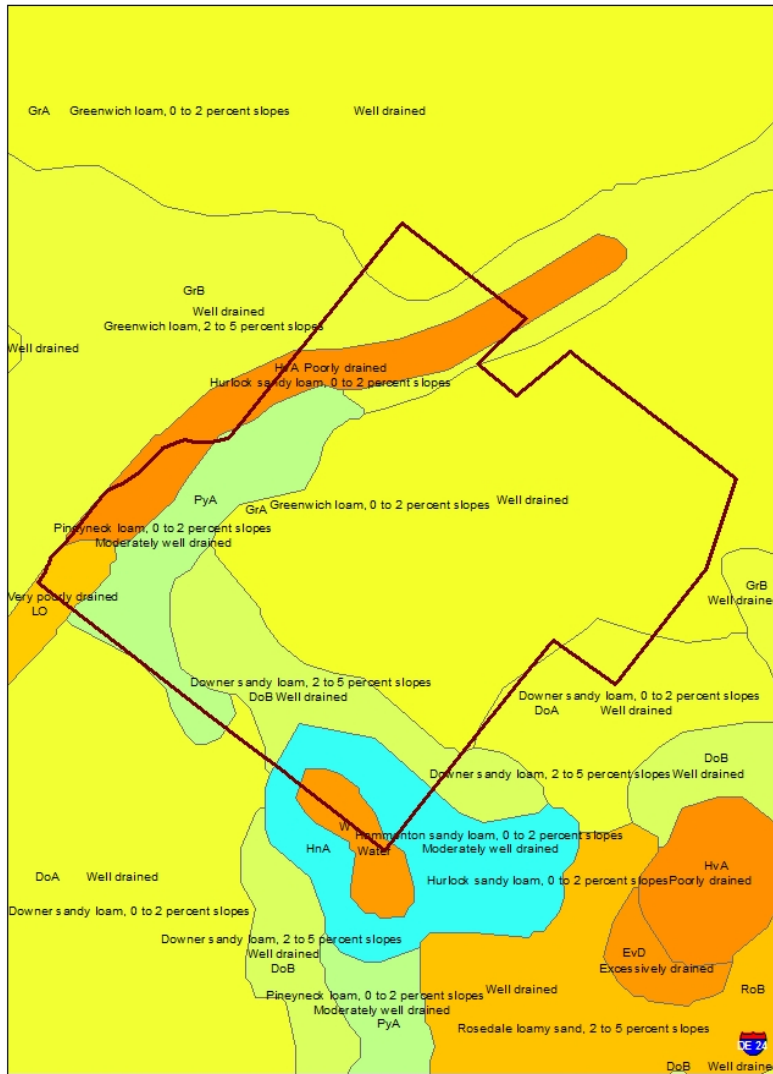 GrA Greenwich loam, 0 to 2 percent slopes Well drained
GrB
Well drained
Greenwich loam, 2 to 5 percent slopes
Well drained
HvA Poorly drained
Hurlock sandy loam, 0 to 2 percent slopes
PyA
GrA Greenwich loam, 0 to 2 percent slopes Well drained
Pineyneck loam, 0 to 2 percent slopes
Moderately well drained
GrB
Well drained
Very poorly drained
LO
Downer sandy loam, 2 to 5 percent slopes
DoB Well drained
Downer sandy loam, 0 to 2 percent slopes
DoA Well drained
DoB
Downer sandy loam, 2 to 5 percent slopes Well drained
W
Hammonton sandy loam, 0 to 2 percent slopes
HnA Water Moderately well drained
HvA
Hurlock sandy loam, 0 to 2 percent slopes Poorly drained
DoA Well drained
Downer sandy loam, 0 to 2 percent slopes
Downer sandy loam, 2 to 5 percent slopes
Well drained
DoB
EvD
Excessively drained
Pineyneck loam, 0 to 2 percent slopes Well drained RoB
Moderately well drained
PyA
Rosedale loamy sand, 2 to 5 percent slopes
DE 24
DoB Well drained